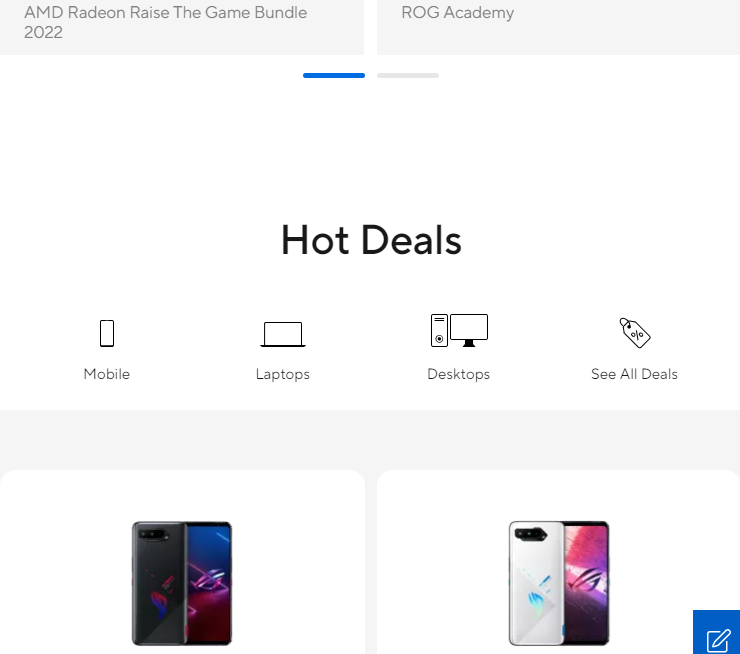 AMD Radeon Raise The Game Bundle
2022
ROG Academy
Hot Deals
Mobile
Laptops
Desktops
See All Deals